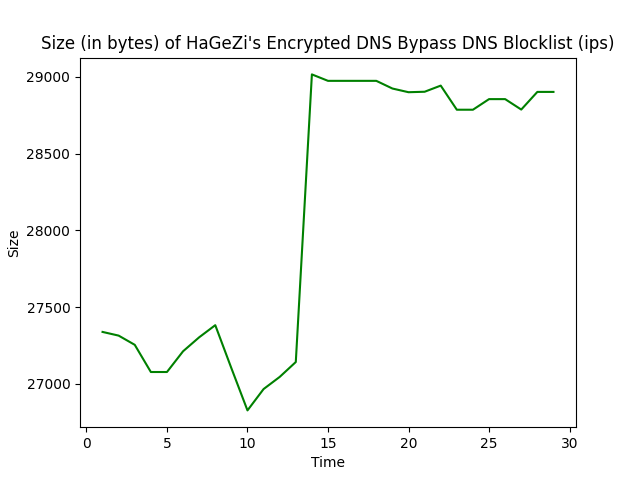 Size (in bytes) of HaGeZi's Encrypted DNS Bypass DNS Blocklist (ips)
29000
28500
28000
Size
27500
27000
0 5 10 15 20 25 30
Time